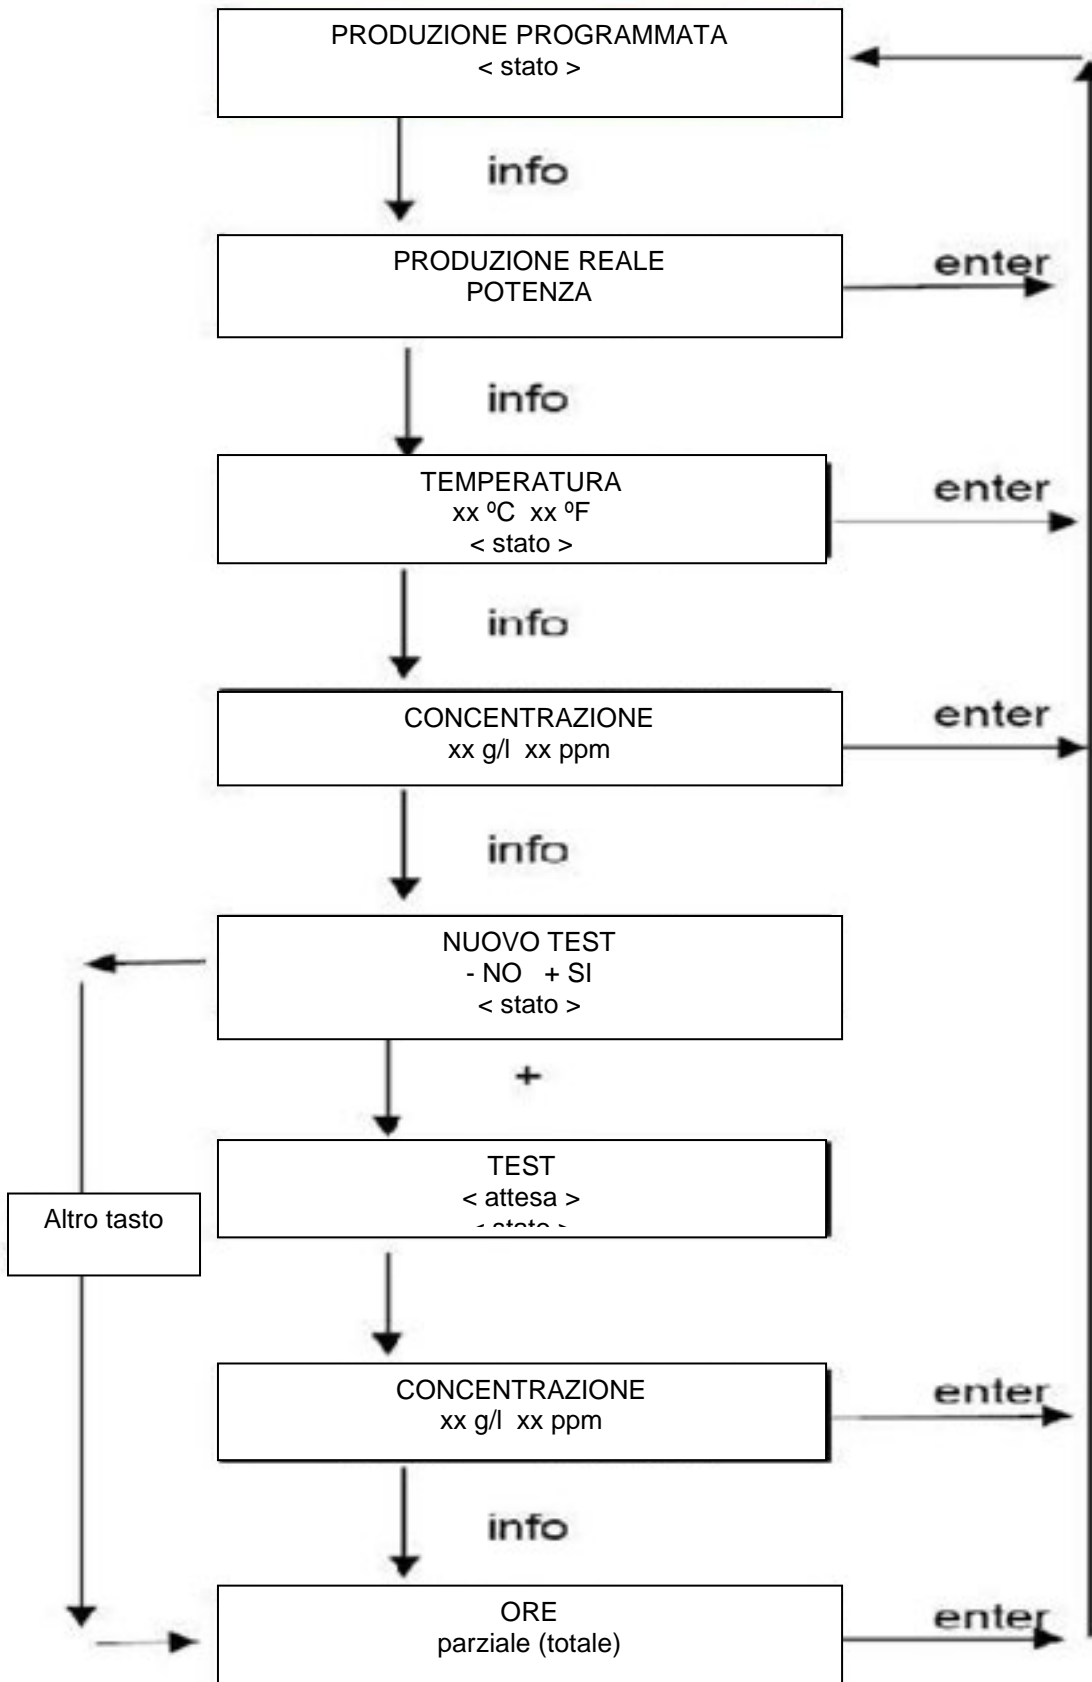 PRODUZIONE PROGRAMMATA
< stato >
info
PRODUZIONE REALE
POTENZA
enter
info
TEMPERATURA
xx ºC xx ºF
< stato >
enter
info
CONCENTRAZIONE
xx g/l xx ppm
enter
info
NUOVO TEST
- NO + SI
< stato >
+
TEST
< attesa >
< stato >
Altro tasto
CONCENTRAZIONE
xx g/l xx ppm
enter
info
ORE
parziale (totale)
enter